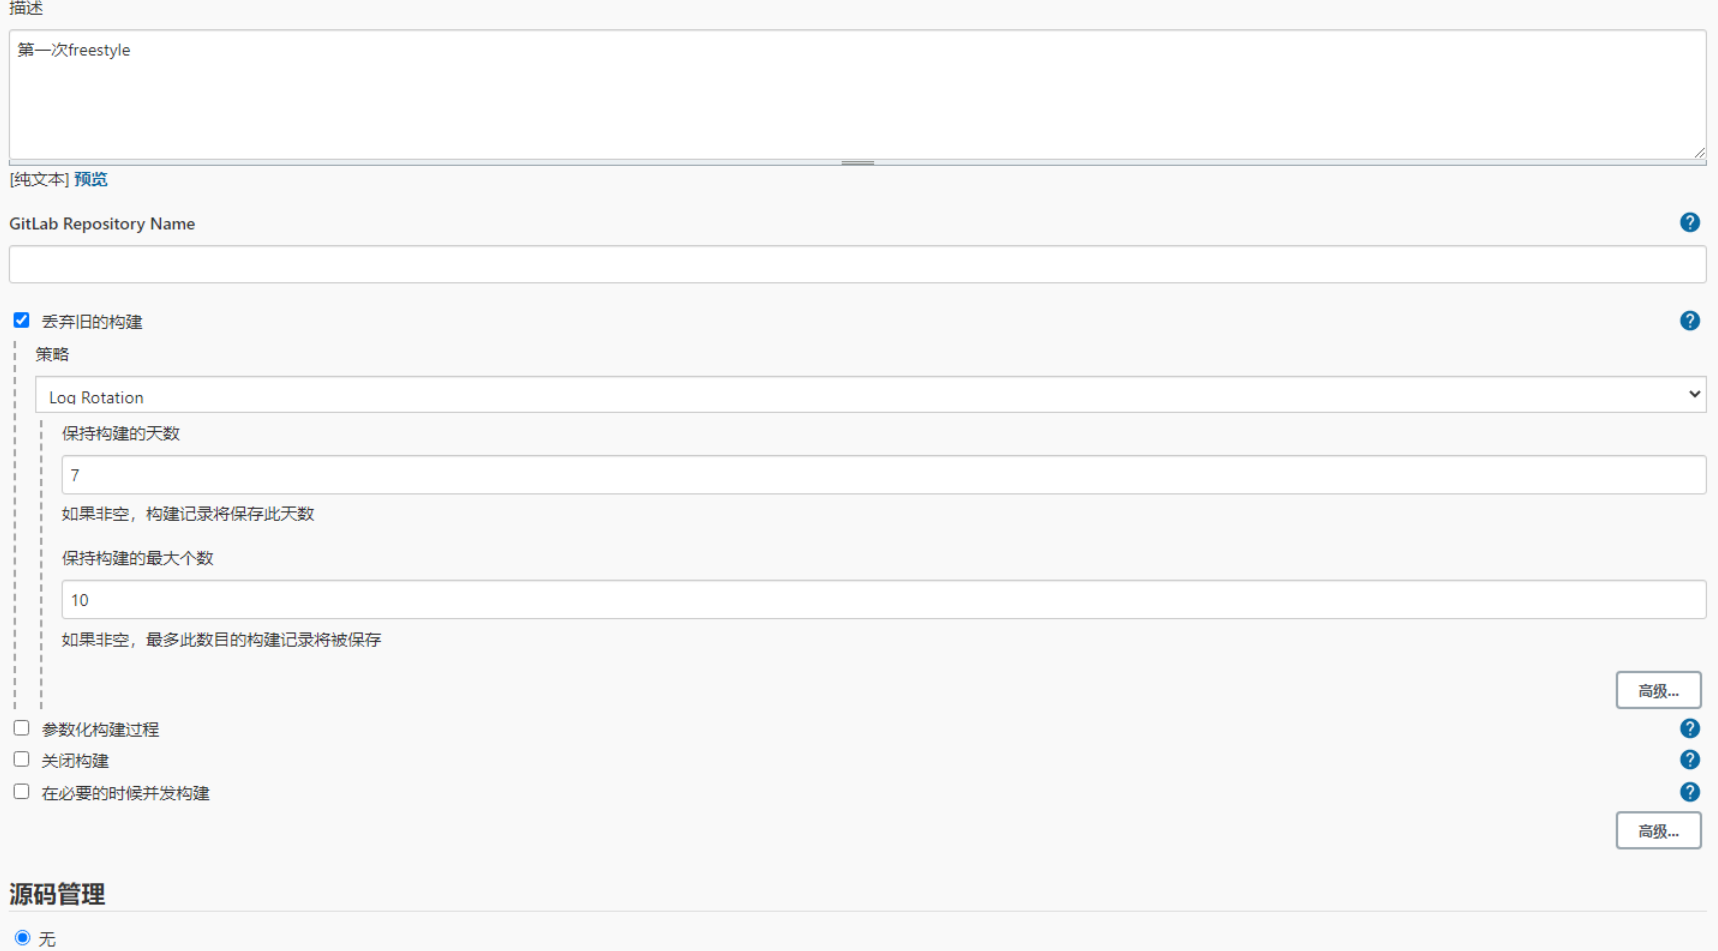 描述
第一次freestyle
[纯文本] 预览
GitLab Repository Name
丢弃旧的构建
策略
Log Rotation
保持构建的天数
7
如果非空，构建记录将保存此天数
保持构建的最大个数
10
如果非空，最多此数目的构建记录将被保存
高级...
参数化构建过程
关闭构建
在必要的时候并发构建
高级...
源码管理
无